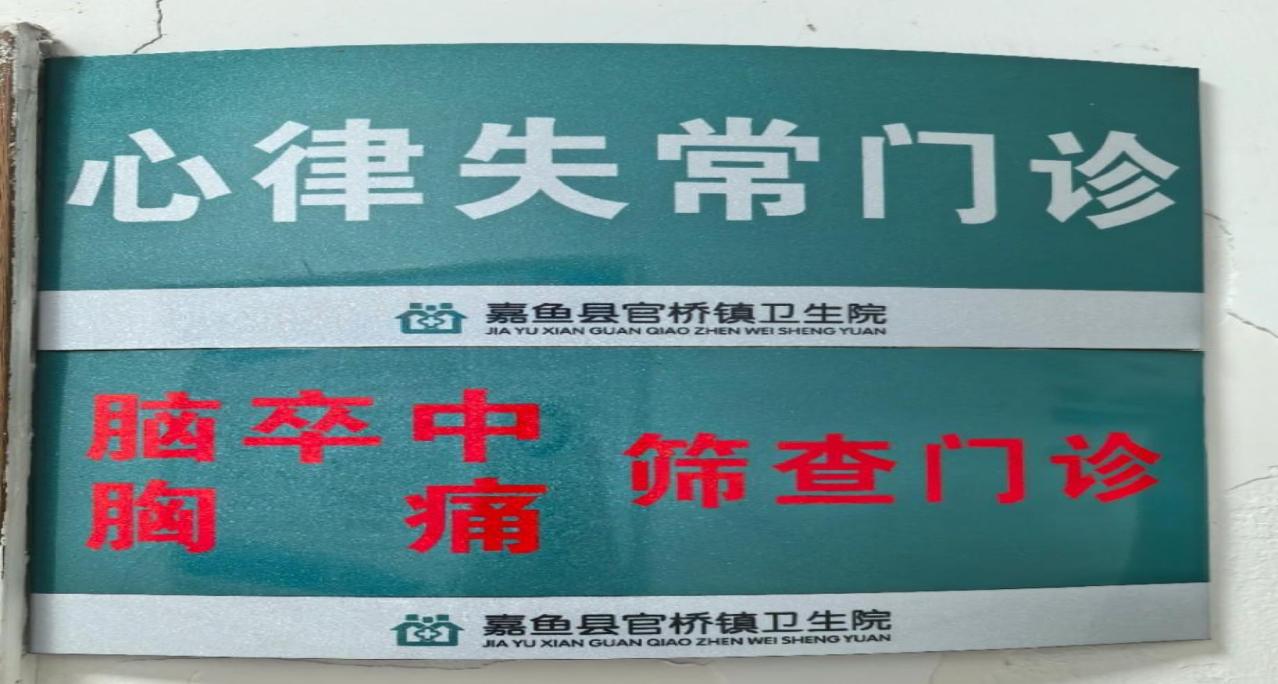 心律失常门诊
嘉鱼县官桥镇卫生院
JIA YU XIAN GUAN QIAO ZHEN WEI SHENG YUAN
脑卒中
胸痛
筛查门诊
嘉鱼县官桥镇卫生院
JIA YU XIAN GUAN QIAO ZHEN WEI SHENG YUAN